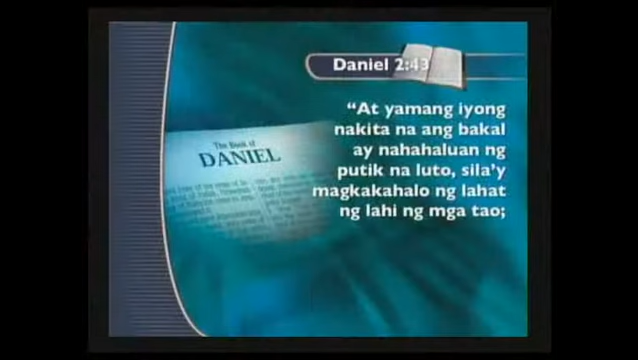 Daniel 2:43
“At yamang iyong
nakita na ang bakal
ay nahahaluan ng
putik na luto, sila’y
magkakahalo ng lahat
ng lahi ng mga tao;
The Book of
DANIEL